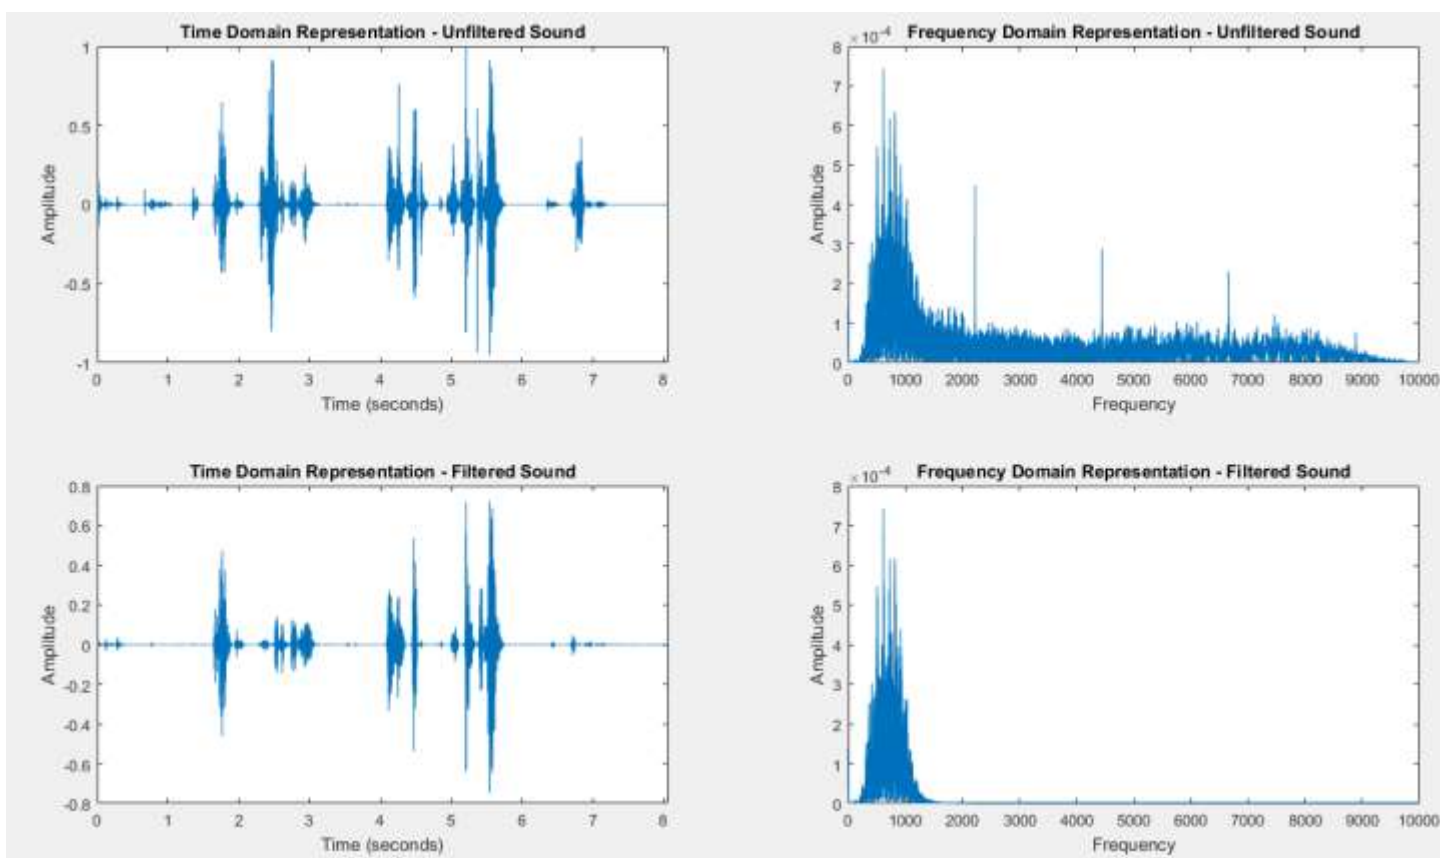 Time Domain Representation - Unfiltered Sound
1
0.5
0
-0.5
-1
Amplitude
0 1 2 3 4 5 6 7 8
Time (seconds)
Frequency Domain Representation - Unfiltered Sound
×10-4
8
7
6
5
4
3
2
1
0
Amplitude
0 1000 2000 3000 4000 5000 6000 7000 8000 9000 10000
Frequency
Time Domain Representation - Filtered Sound
0.8
0.6
0.4
0.2
0
-0.2
-0.4
-0.6
-0.8
Amplitude
0 1 2 3 4 5 6 7 8
Time (seconds)
Frequency Domain Representation - Filtered Sound
×10-4
8
7
6
5
4
3
2
1
0
Amplitude
0 1000 2000 3000 4000 5000 6000 7000 8000 9000 10000
Frequency